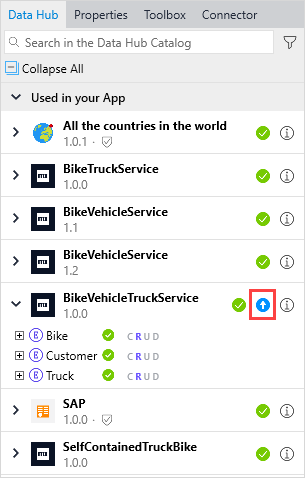 Data Hub Properties Toolbox Connector
Search in the Data Hub Catalog
Collapse All
Used in your App
All the countries in the world
1.0.1 ·
BikeTruckService
1.0.0
BikeVehicleService
1.1
BikeVehicleService
1.2
BikeVehicleTruckService
1.0.0
E Bike CRUD
E Customer CRUD
E Truck CRUD
SAP
1.0.0 ·
SelfContainedTruckBike
1.0.0